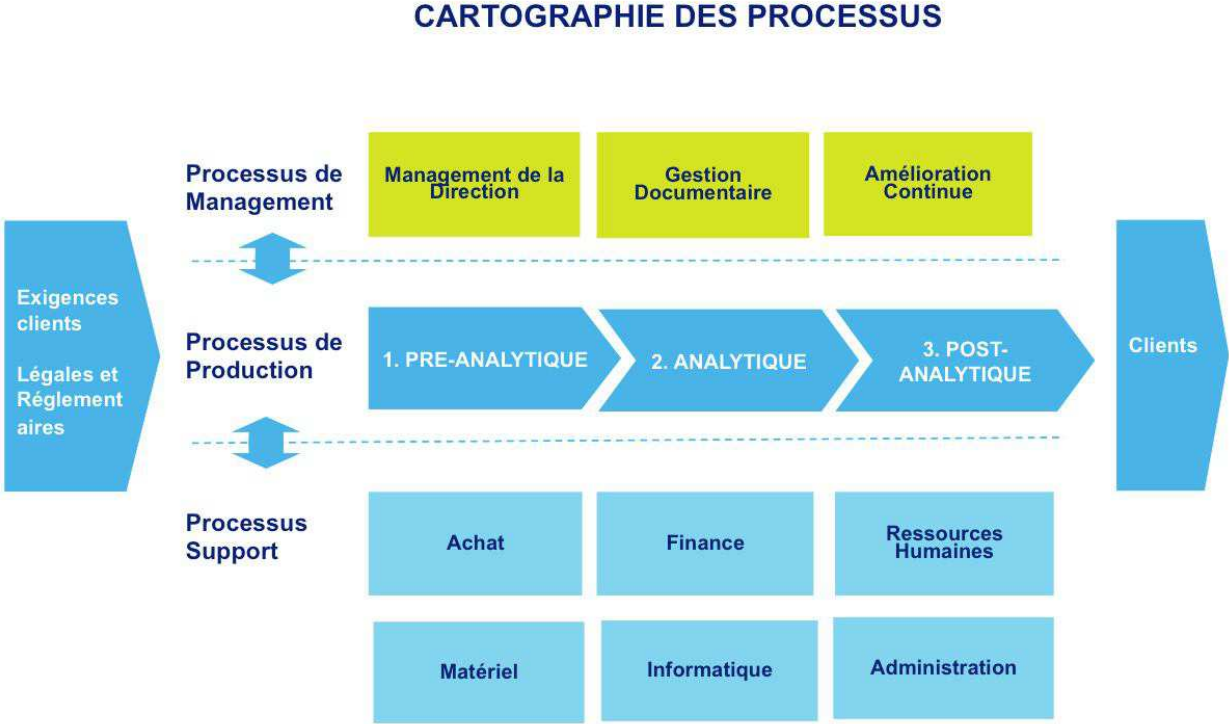 CARTOGRAPHIE DES PROCESSUS
Processus de
Management
Management de la
Direction
Gestion
Documentaire
Amélioration
Continue
Exigences
clients
Légales et
Réglement
aires
Processus de
Production
1. PRE-ANALYTIQUE
2. ANALYTIQUE
3. POST-
ANALYTIQUE
Clients
Processus
Support
Achat
Finance
Ressources
Humaines
Matériel
Informatique
Administration